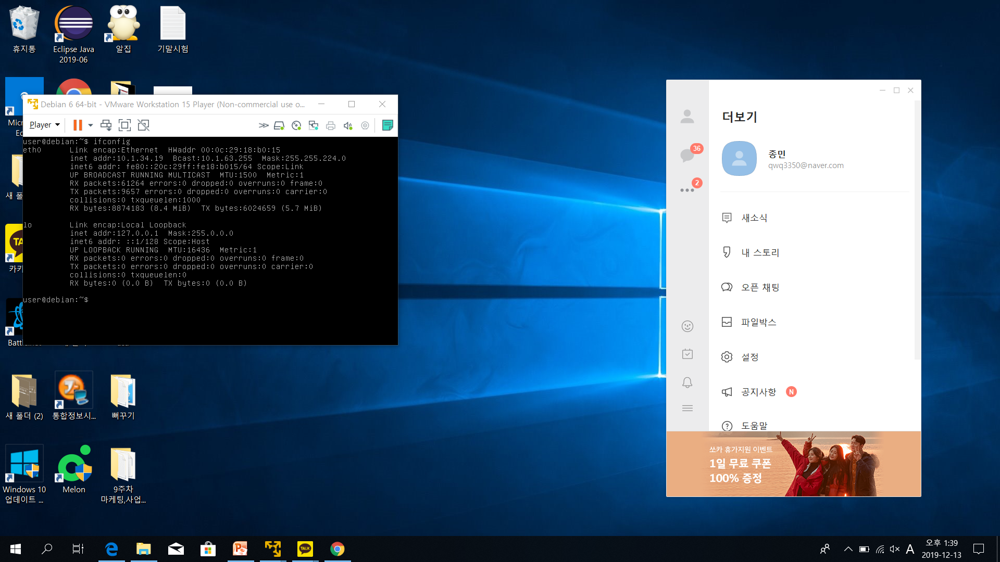 휴지통
Eclipse Java
2019-06
알집
기말시험
Debian 6 64-bit - VMware Workstation 15 Player (Non-commercial use o...
Player
user@debian:~$ ifconfig
eth0 Link encap:Ethernet HWaddr 00:0c:29:18:b0:15
inet addr:10.1.34.19 Bcast:10.1.63.255 Mask:255.255.224.0
inet6 addr: fe80::20c:29ff:fe18:b015/64 Scope:Link
UP BROADCAST RUNNING MULTICAST MTU:1500 Metric:1
RX packets:61264 errors:0 dropped:0 overruns:0 frame:0
TX packets:9657 errors:0 dropped:0 overruns:0 carrier:0
collisions:0 txqueuelen:1000
RX bytes:8874183 (8.4 MiB) TX bytes:6024659 (5.7 MiB)
lo Link encap:Local Loopback
inet addr:127.0.0.1 Mask:255.0.0.0
inet6 addr: ::1/128 Scope:Host
UP LOOPBACK RUNNING MTU:16436 Metric:1
RX packets:0 errors:0 dropped:0 overruns:0 frame:0
TX packets:0 errors:0 dropped:0 overruns:0 carrier:0
collisions:0 txqueuelen:0
RX bytes:0 (0.0 B) TX bytes:0 (0.0 B)
user@debian:~$
새 폴더 (2)
통합정보시...
뻐꾸기
Windows 10
업데이트 ...
Melon
9주차
마케팅,사업...
더보기
종민
qwq3350@naver.com
36
2
새소식
내 스토리
오픈 채팅
파일박스
설정
공지사항 N
도움말
쏘카 휴가지원 이벤트
1일 무료 쿠폰
100% 증정
TALK
A
오후 1:39
2019-12-13